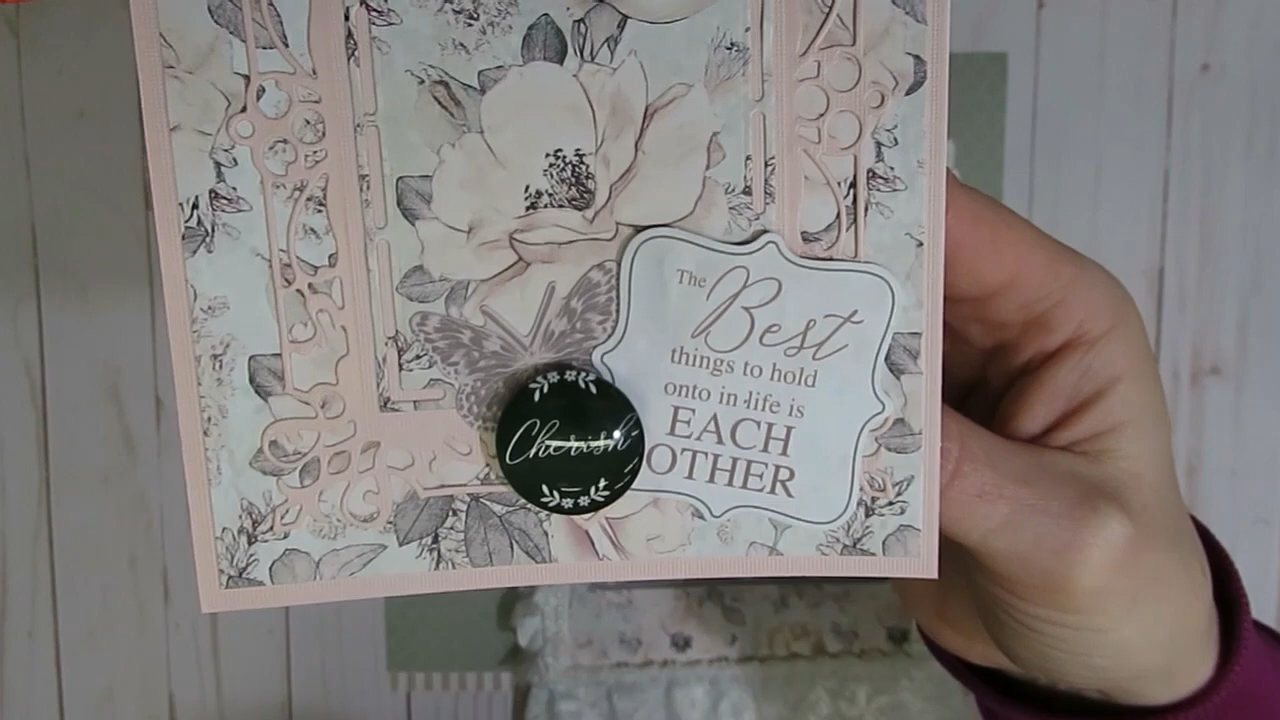 The Best
things to hold
onto in life is
EACH
OTHER
Cherish